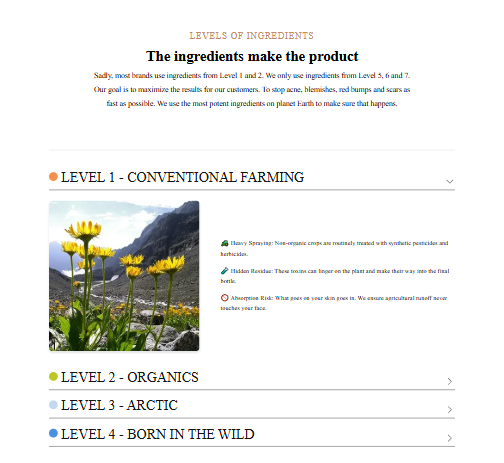 LEVELS OF INGREDIENTS
The ingredients make the product
Sadly, most brands use ingredients from Level 1 and 2. We only use ingredients from Level 5, 6 and 7.
Our goal is to maximize the results for our customers. To stop acne, blemishes, red bumps and scars as
fast as possible. We use the most potent ingredients on planet Earth to make sure that happens.
LEVEL 1 - CONVENTIONAL FARMING
Heavy Spraying: Non-organic crops are routinely treated with synthetic pesticides and
herbicides.
Hidden Residue: These toxins can linger on the plant and make their way into the final
bottle.
Absorption Risk: What goes on your skin goes in. We ensure agricultural runoff never
touches your face.
LEVEL 2 - ORGANICS
LEVEL 3 - ARCTIC
LEVEL 4 - BORN IN THE WILD